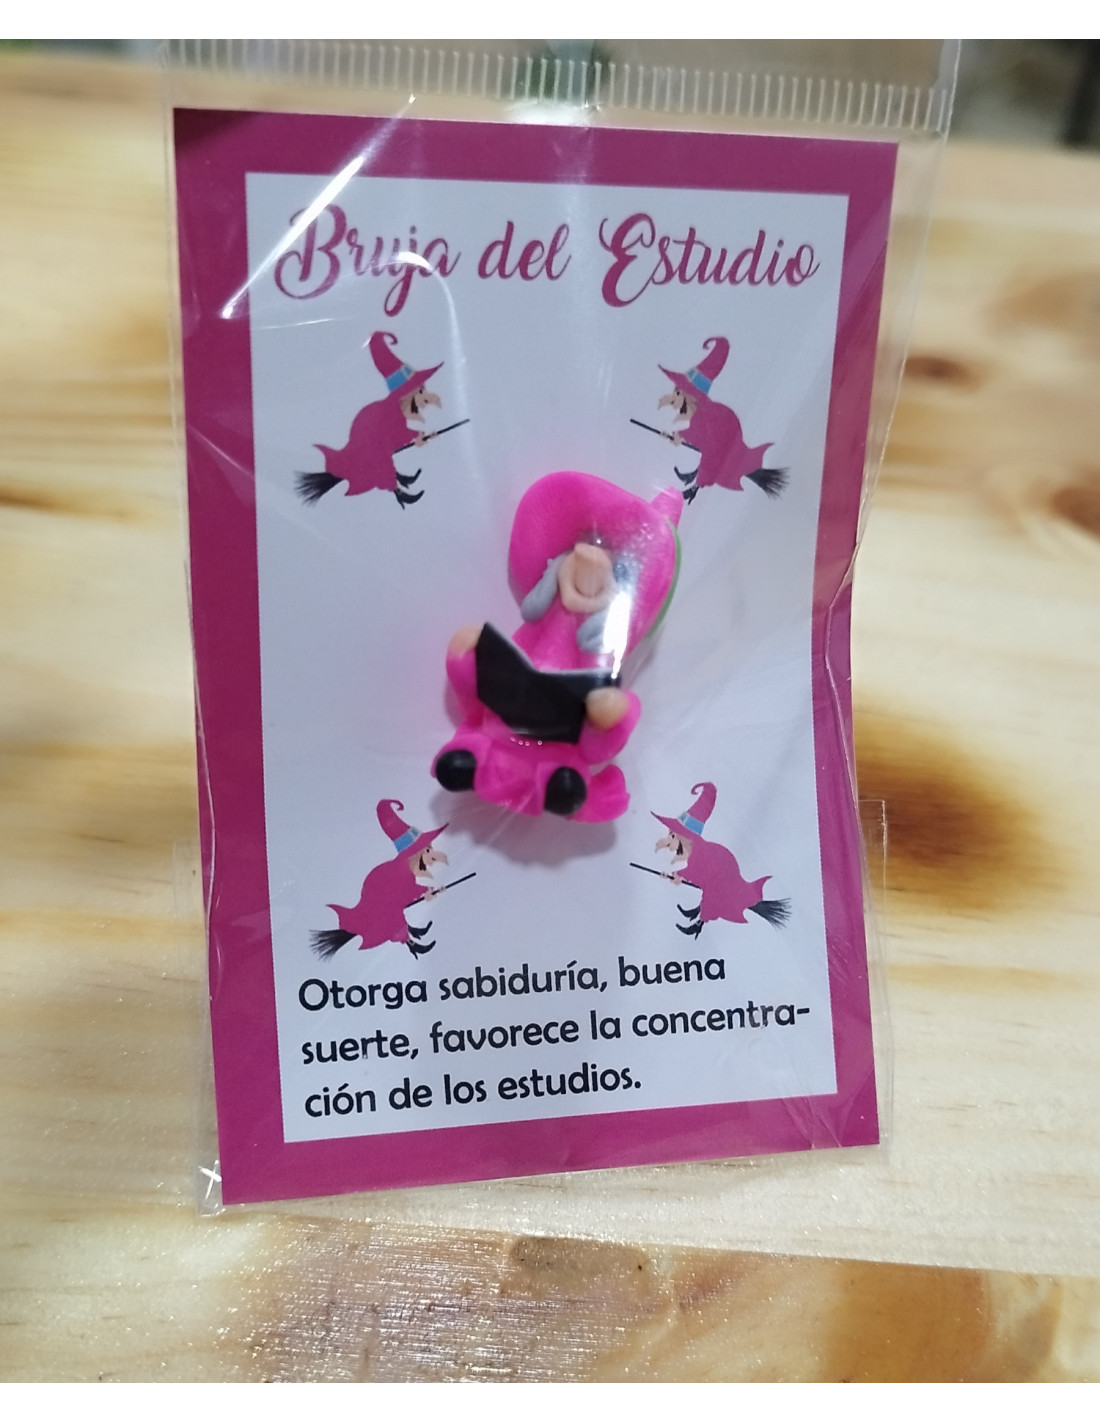 Bruja del Estudio
Otorga sabiduría, buena
suerte, favorece la concentra-
ción de los estudios.